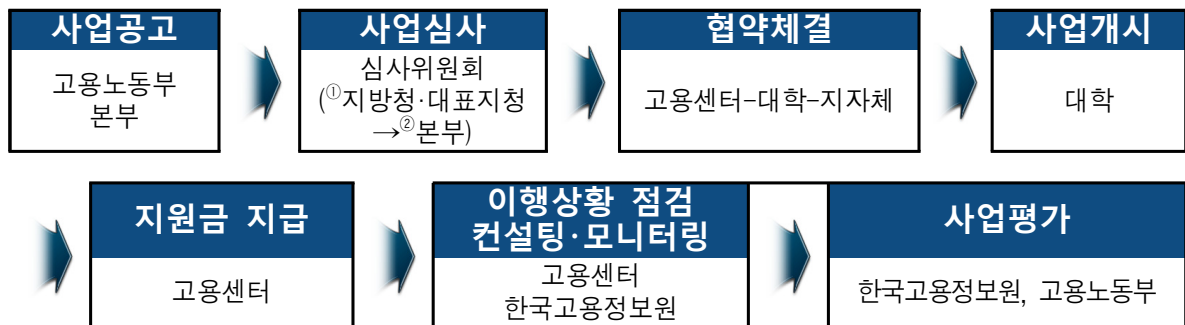 사업공고
고용노동부
본부
사업심사
심사위원회
(①지방청·대표지청
→②본부)
협약체결
고용센터-대학-지자체
사업개시
대학
지원금 지급
고용센터
이행상황 점검
컨설팅·모니터링
고용센터
한국고용정보원
사업평가
한국고용정보원, 고용노동부